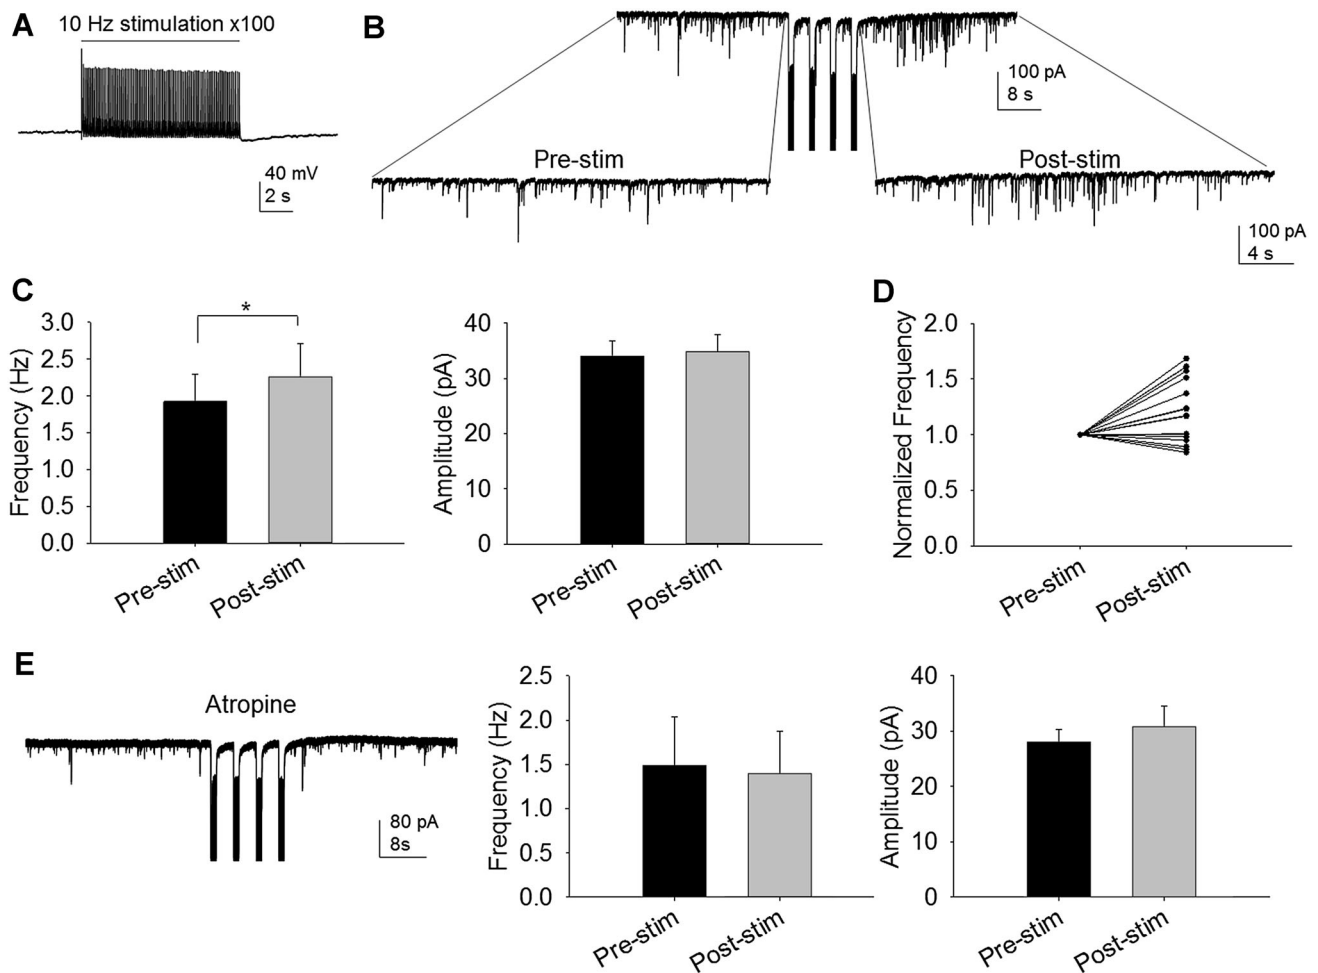 A
10 Hz stimulation x100
40 mV
2 s
B
100 pA
8 s
Pre-stim
Post-stim
100 pA
4 s
C
Frequency (Hz)
3.0
2.5
2.0
1.5
1.0
0.5
0.0
*
Pre-stim
Post-stim
Amplitude (pA)
40
30
20
10
0
Pre-stim
Post-stim
D
Normalized Frequency
2.0
1.5
1.0
0.5
0.0
Pre-stim
Post-stim
E
Atropine
80 pA
8s
Frequency (Hz)
2.5
2.0
1.5
1.0
0.5
0.0
Pre-stim
Post-stim
Amplitude (pA)
40
30
20
10
0
Pre-stim
Post-stim